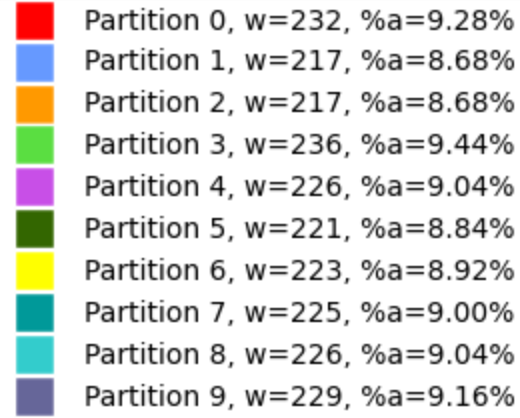 Partition 0, w=232, %a=9.28%
Partition 1, w=217, %a=8.68%
Partition 2, w=217, %a=8.68%
Partition 3, w=236, %a=9.44%
Partition 4, w=226, %a=9.04%
Partition 5, w=221, %a=8.84%
Partition 6, w=223, %a=8.92%
Partition 7, w=225, %a=9.00%
Partition 8, w=226, %a=9.04%
Partition 9, w=229, %a=9.16%